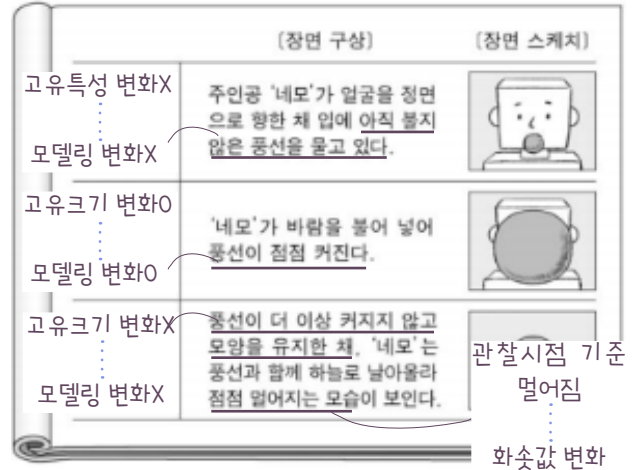 [장면 구상]
[장면 스케치]
고유특성 변화X
모델링 변화X
주인공 '네모'가 얼굴을 정면
으로 향한 채 입에 아직 불지
않은 풍선을 물고 있다.
고유크기 변화O
모델링 변화O
'네모'가 바람을 불어 넣어
풍선이 점점 커진다.
고유크기 변화X
모델링 변화X
풍선이 더 이상 커지지 않고
모양을 유지한 채, '네모'는
풍선과 함께 하늘로 날아올라
점점 멀어지는 모습이 보인다.
관찰시점 기준
멀어짐
화솟값 변화